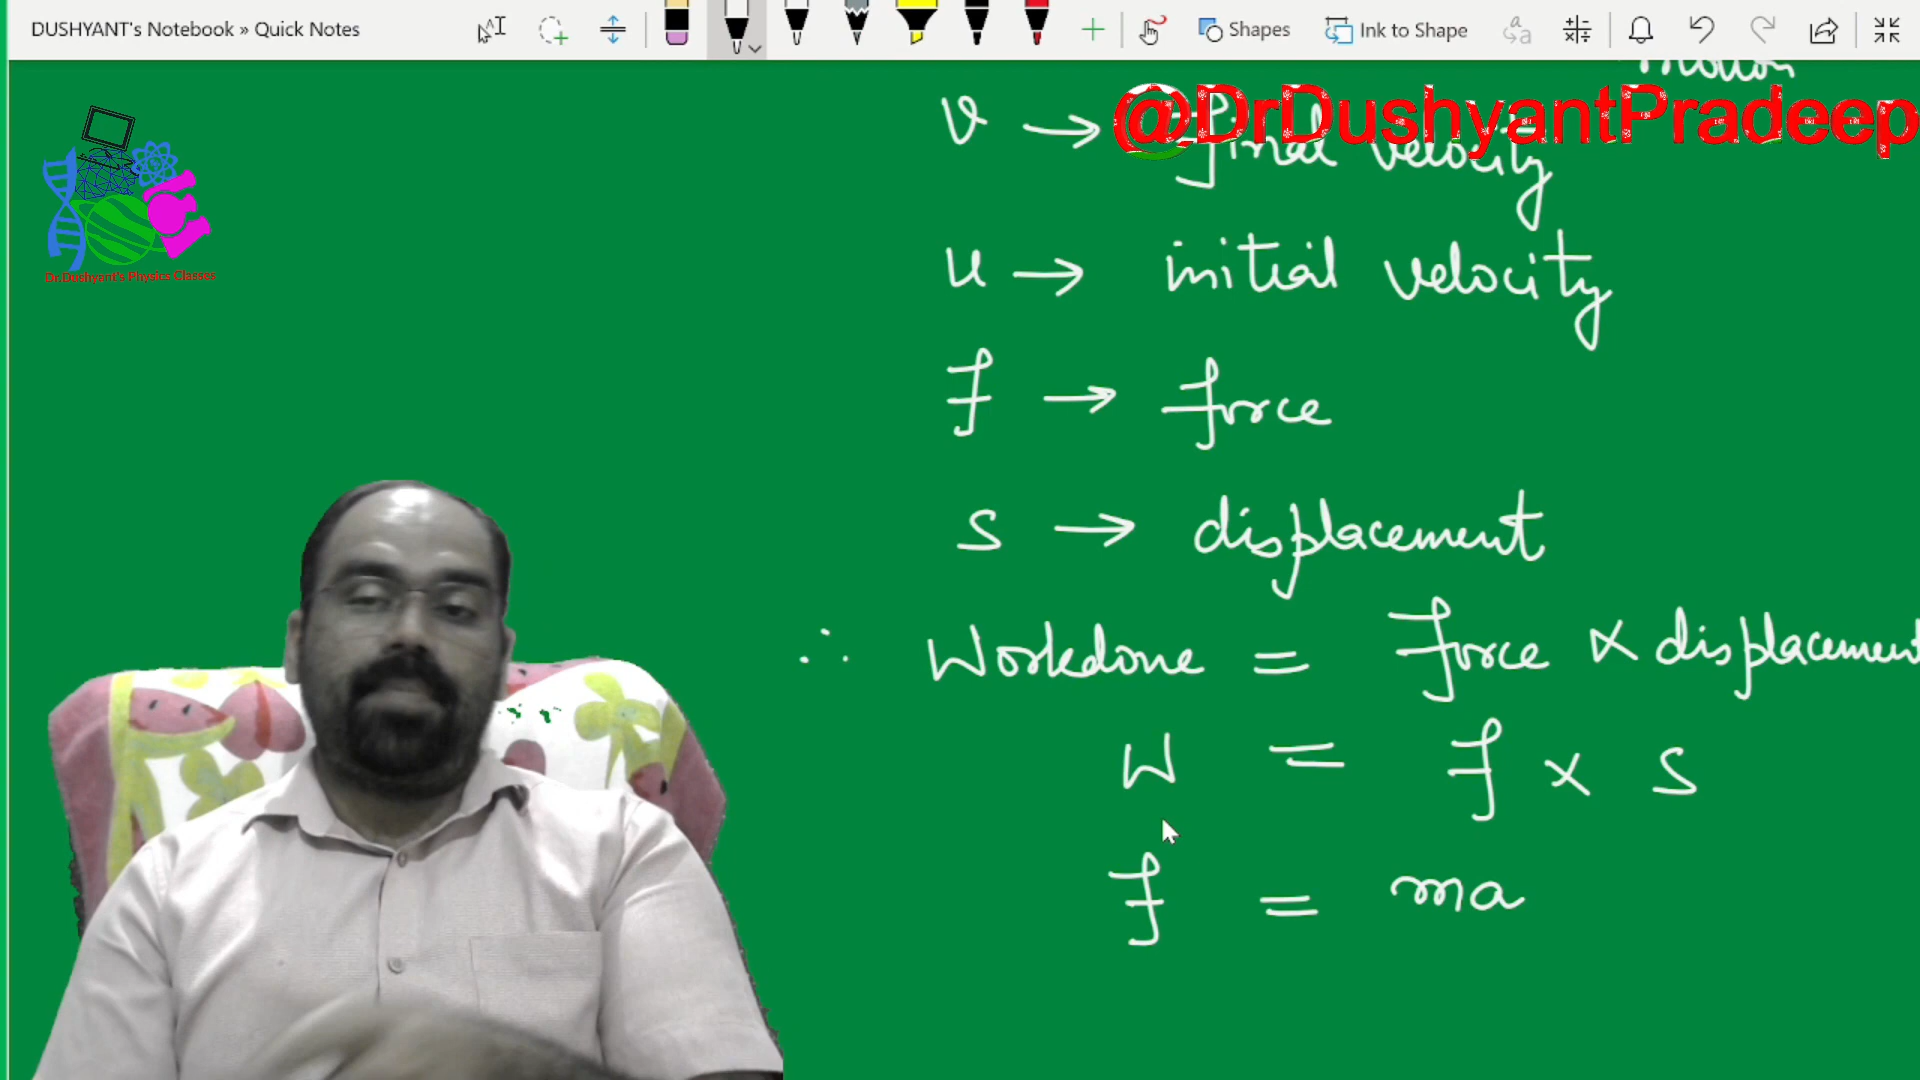 DUSHYANT's Notebook » Quick Notes
Shapes
Ink to Shape
motion
@DrDushyantPradeep
v → final velocity
Dr Dushyant's Physics Classes
u → initial velocity
F → force
s → displacement
∴ Workdone = Force × displacement
W = F × s
F = ma